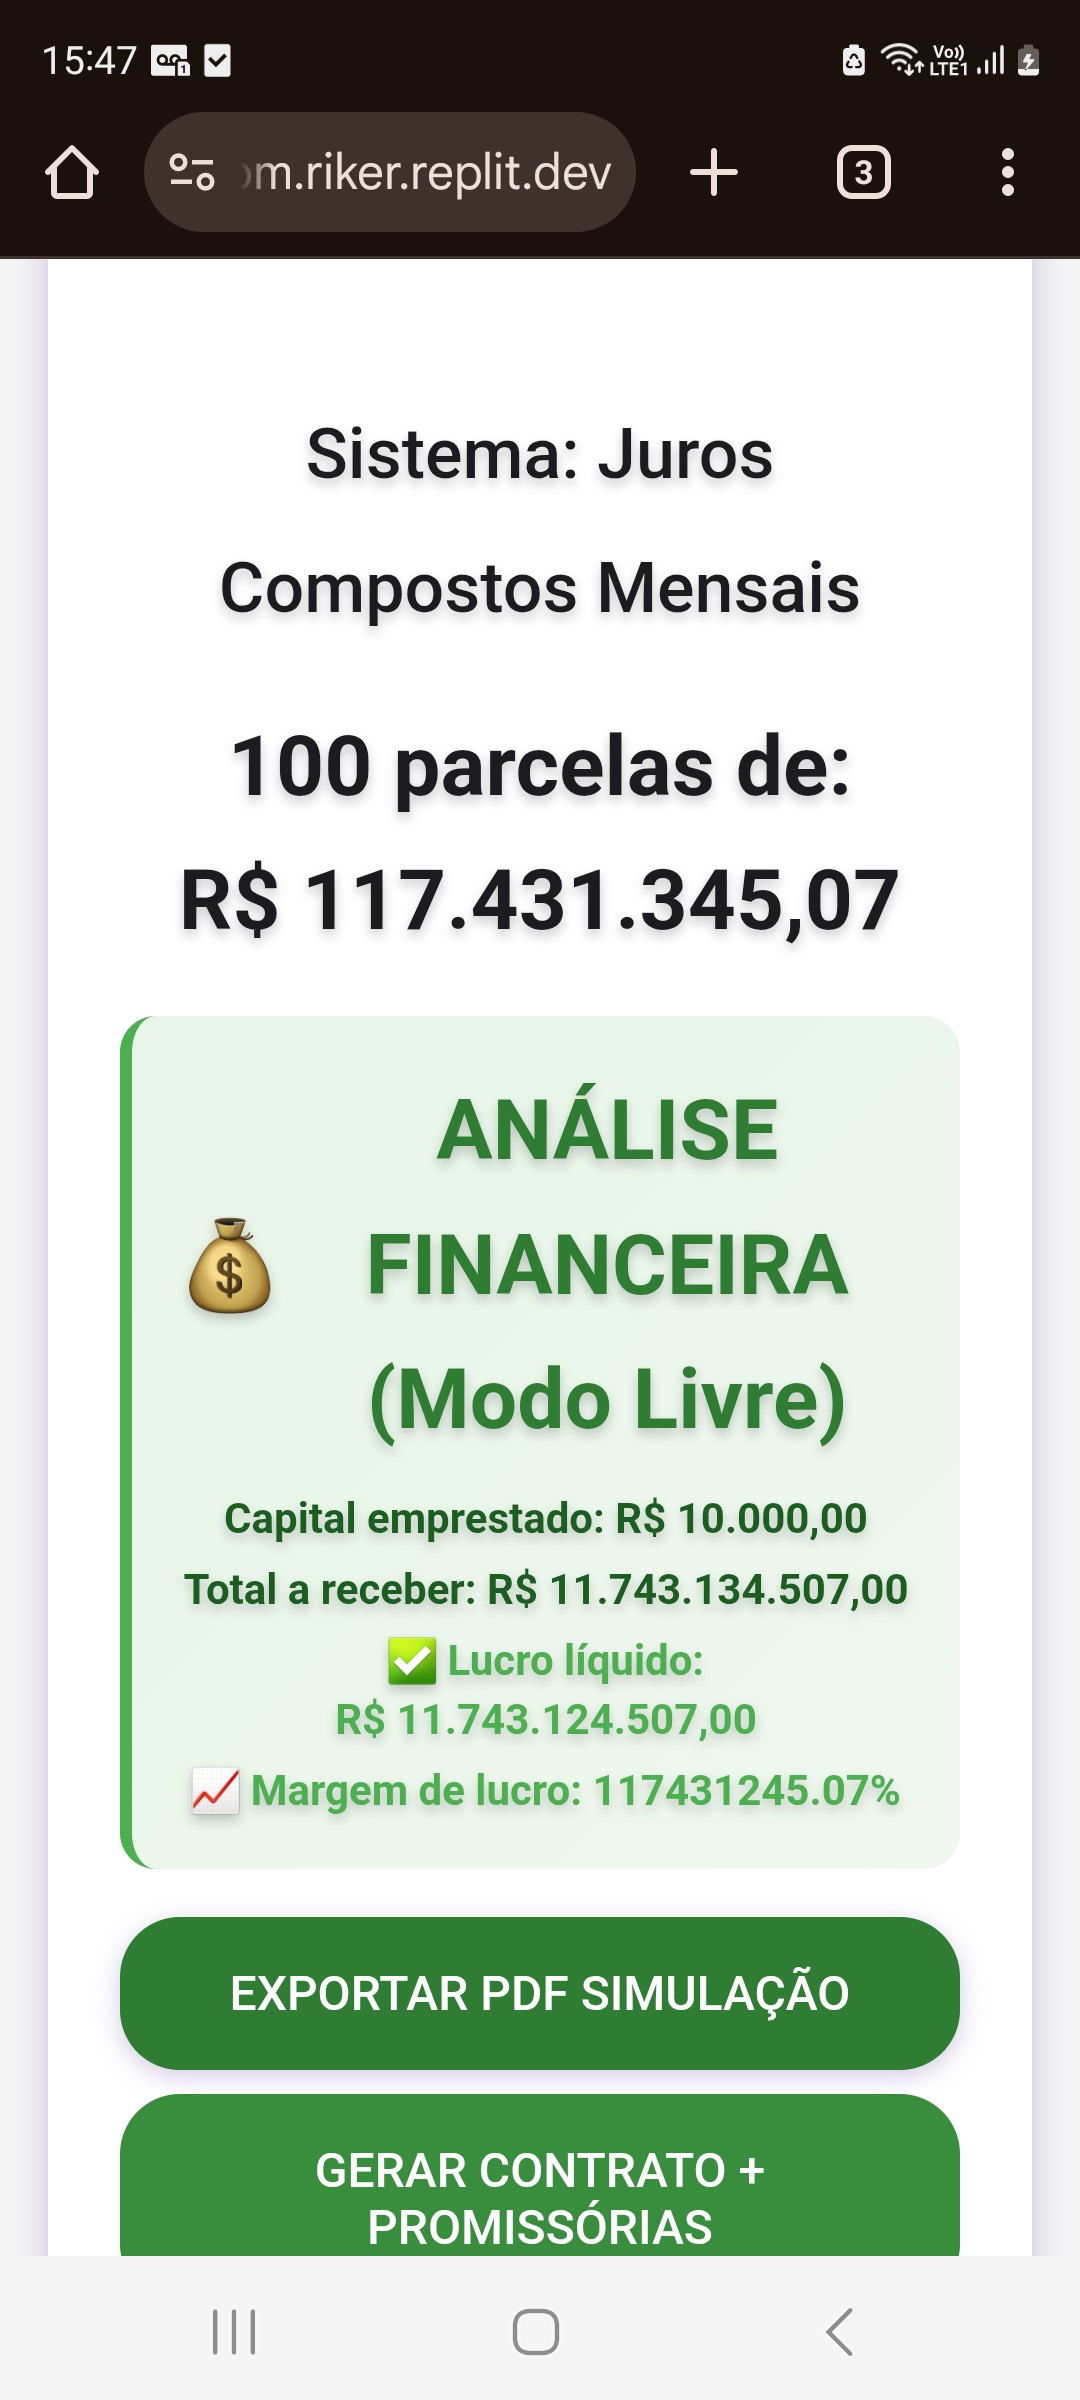 15:47
Vo))
LTE1
m.riker.replit.dev
3
Sistema: Juros
Compostos Mensais
100 parcelas de:
R$ 117.431.345,07
ANÁLISE
FINANCEIRA
(Modo Livre)
Capital emprestado: R$ 10.000,00
Total a receber: R$ 11.743.134.507,00
✅ Lucro líquido:
R$ 11.743.124.507,00
📈 Margem de lucro: 117431245.07%
EXPORTAR PDF SIMULAÇÃO
GERAR CONTRATO +
PROMISSÓRIAS